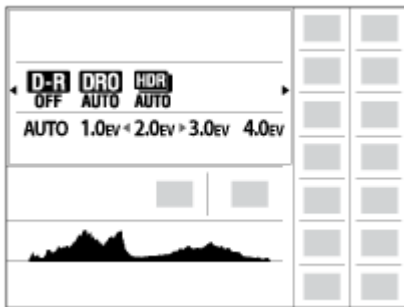 D-R DRO HDR
OFF AUTO AUTO
AUTO 1.0EV 2.0EV 3.0EV 4.0EV